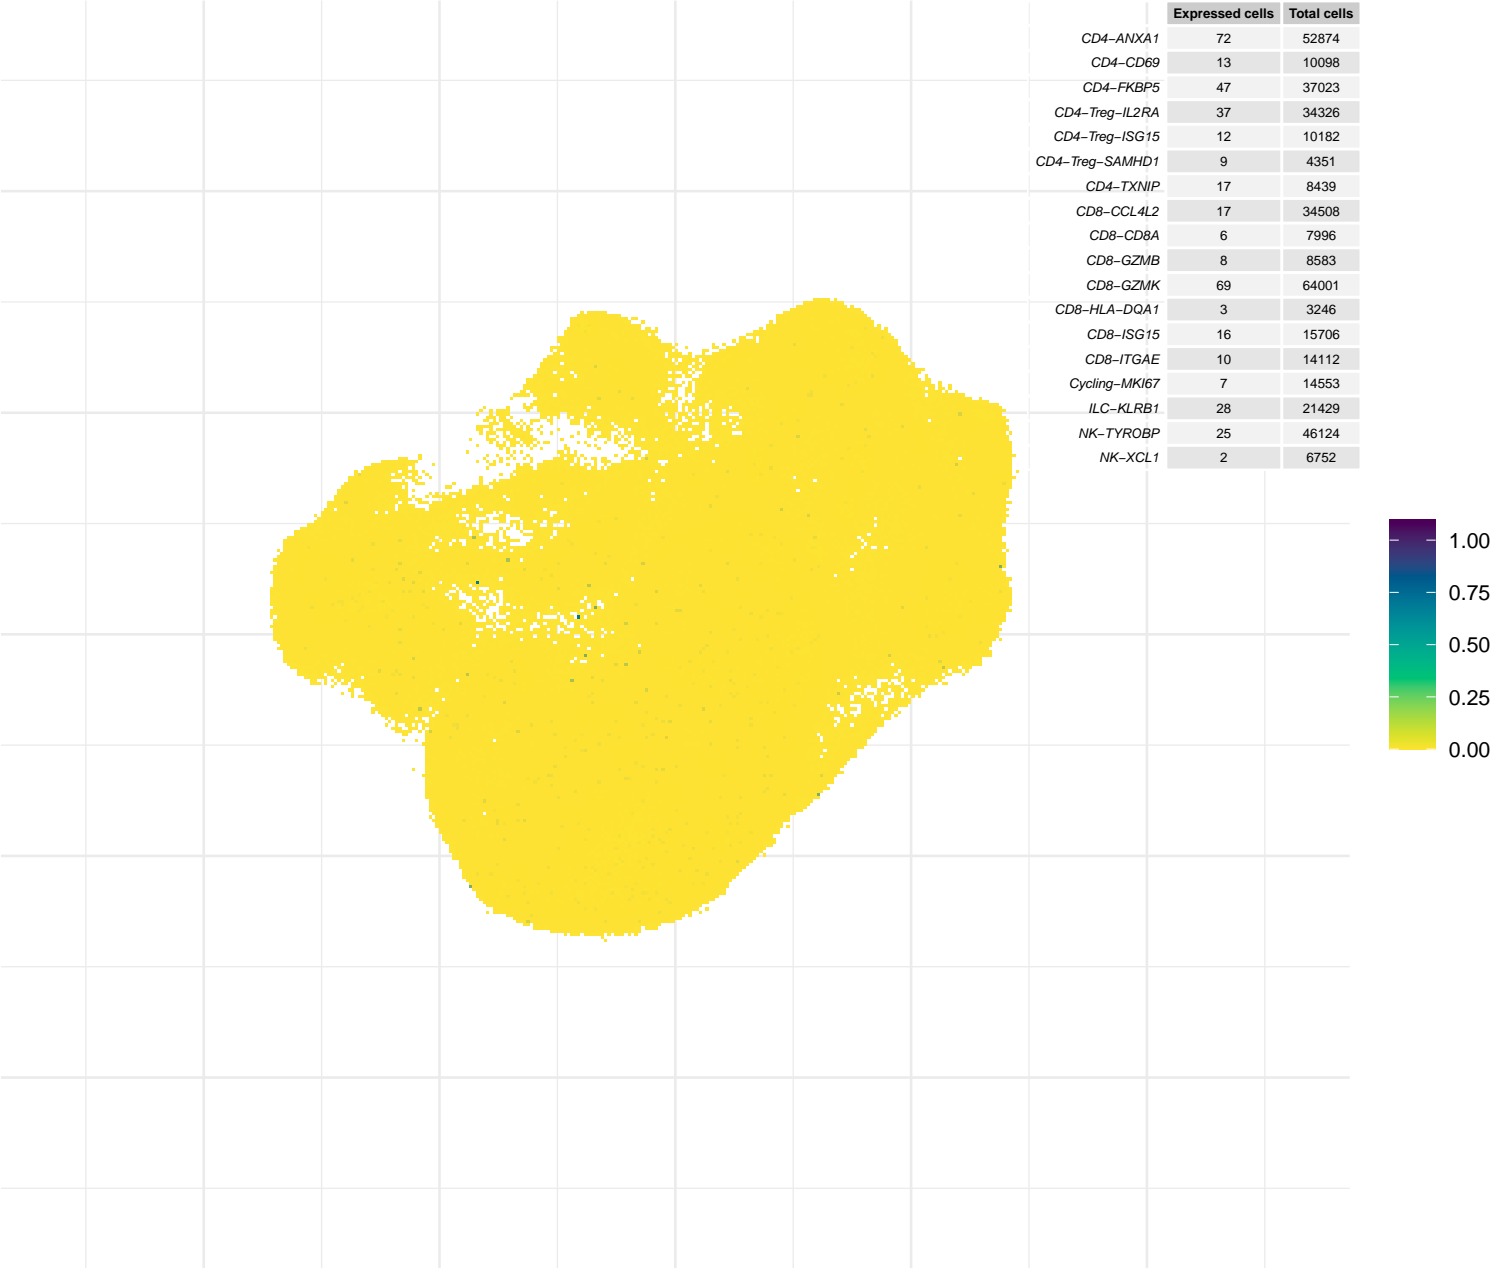 Expressed cells Total cells
CD4−ANXA1 72 52874
CD4−CD69 13 10098
CD4−FKBP5 47 37023
CD4−Treg−IL2RA 37 34326
CD4−Treg−ISG15 12 10182
CD4−Treg−SAMHD1 9 4351
CD4−TXNIP 17 8439
CD8−CCL4L2 17 34508
CD8−CD8A 6 7996
CD8−GZMB 8 8583
CD8−GZMK 69 64001
CD8−HLA−DQA1 3 3246
CD8−ISG15 16 15706
CD8−ITGAE 10 14112
Cycling−MKI67 7 14553
ILC−KLRB1 28 21429
NK−TYROBP 25 46124
NK−XCL1 2 6752
1.00
0.75
0.50
0.25
0.00